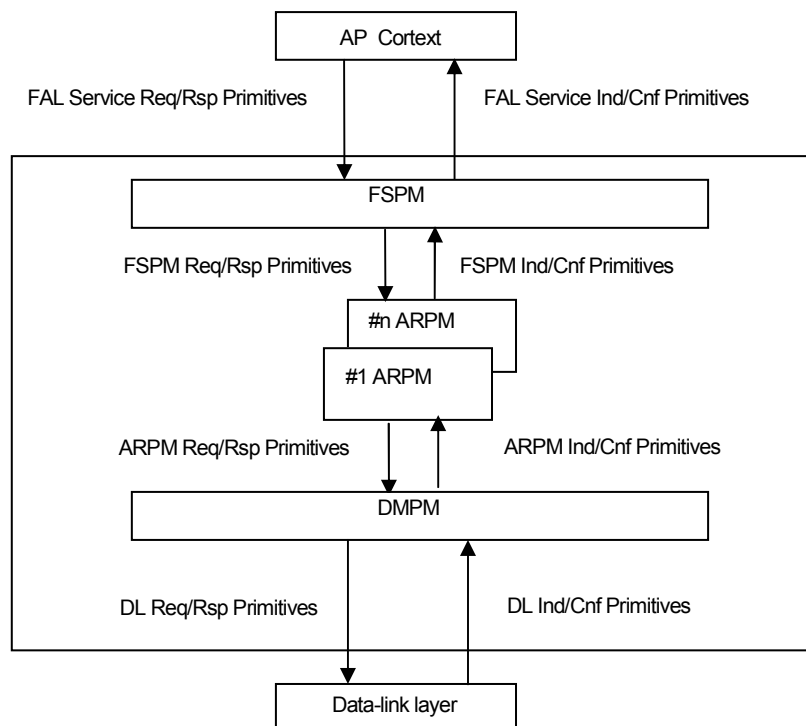 AP Cortext
FAL Service Req/Rsp Primitives
FAL Service Ind/Cnf Primitives
FSPM
FSPM Req/Rsp Primitives
FSPM Ind/Cnf Primitives
#n ARPM
#1 ARPM
ARPM Req/Rsp Primitives
ARPM Ind/Cnf Primitives
DMPM
DL Req/Rsp Primitives
DL Ind/Cnf Primitives
Data-link layer